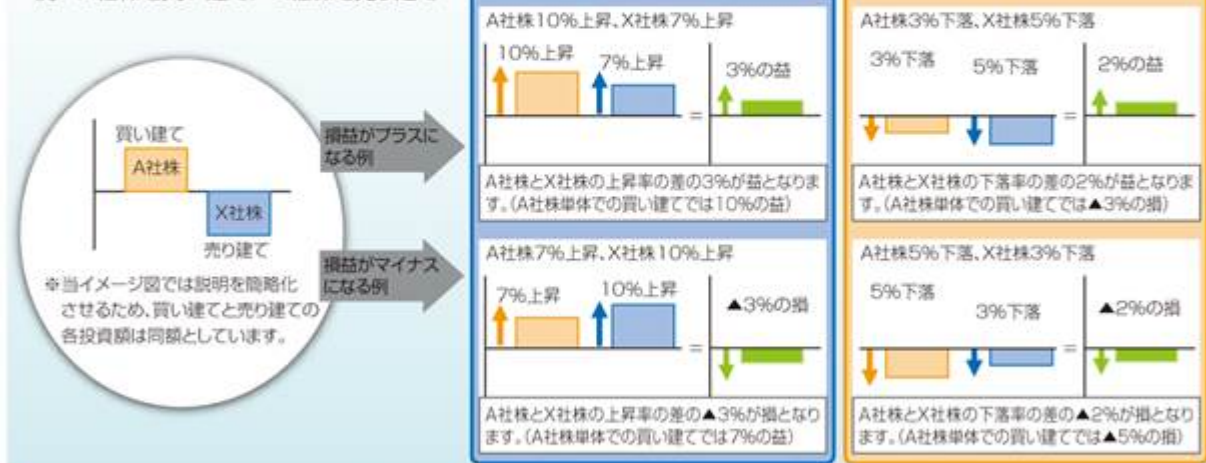 買い建て
A社株
X社株
売り建て
※当イメージ図では説明を簡略化
させるため、買い建てと売り建ての
各投資額は同額としています。
損益がプラスに
なる例
損益がマイナス
になる例
A社株10%上昇、X社株7%上昇
10%上昇
7%上昇
3%の益
=
A社株とX社株の上昇率の差の3%が益となりま
す。(A社株単体での買い建てでは10%の益)
A社株3%下落、X社株5%下落
3%下落
5%下落
2%の益
=
A社株とX社株の下落率の差の2%が益となりま
す。(A社株単体での買い建てでは▲3%の損)
A社株7%上昇、X社株10%上昇
7%上昇
10%上昇
▲3%の損
=
A社株とX社株の上昇率の差の▲3%が損となり
ます。(A社株単体での買い建てでは7%の益)
A社株5%下落、X社株3%下落
5%下落
3%下落
▲2%の損
=
A社株とX社株の下落率の差の▲2%が損となり
ます。(A社株単体での買い建てでは▲5%の損)